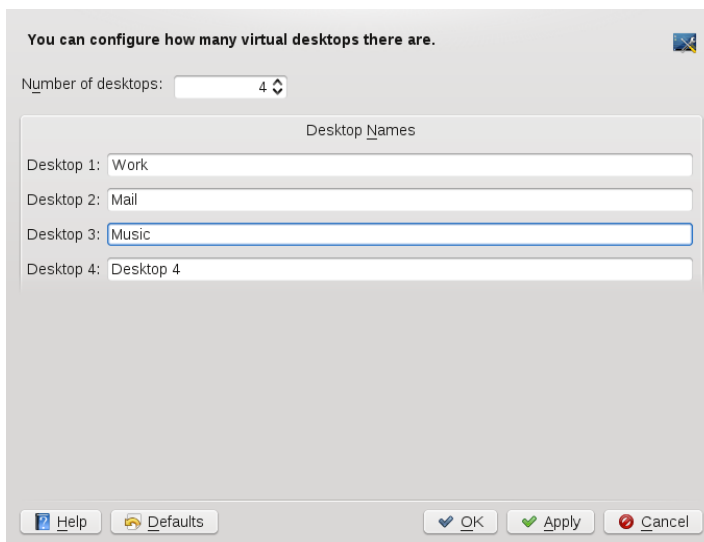 You can configure how many virtual desktops there are.
Number of desktops: 4
Desktop Names
Desktop 1: Work
Desktop 2: Mail
Desktop 3: Music
Desktop 4: Desktop 4
Help Defaults OK Apply Cancel